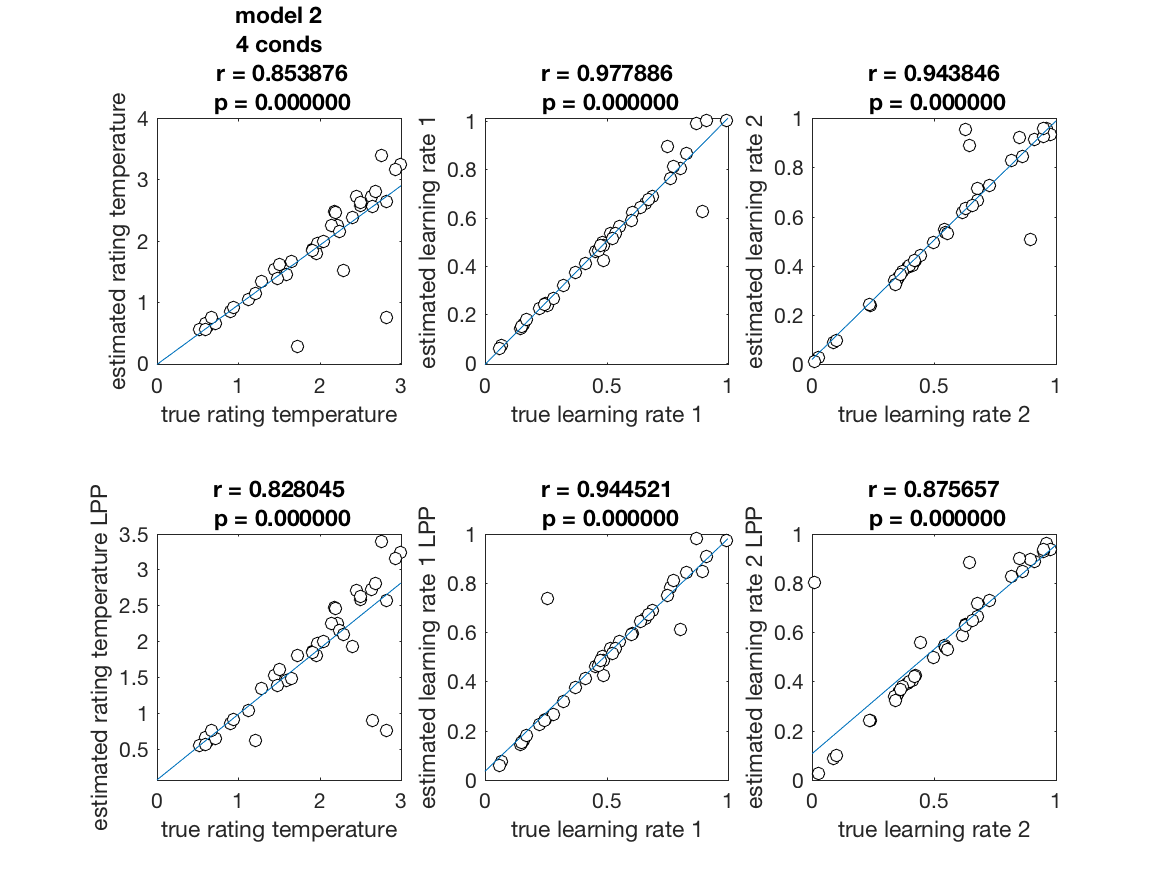 model 2
4 conds
r = 0.853876
p = 0.000000
estimated rating temperature
4
3
2
1
0
0 1 2 3
true rating temperature
r = 0.977886
p = 0.000000
estimated learning rate 1
1
0.8
0.6
0.4
0.2
0
0 0.5 1
true learning rate 1
r = 0.943846
p = 0.000000
estimated learning rate 2
1
0.8
0.6
0.4
0.2
0
0 0.5 1
true learning rate 2
r = 0.828045
p = 0.000000
estimated rating temperature LPP
3.5
3
2.5
2
1.5
1
0.5
0 1 2 3
true rating temperature
r = 0.944521
p = 0.000000
estimated learning rate 1 LPP
1
0.8
0.6
0.4
0.2
0
0 0.5 1
true learning rate 1
r = 0.875657
p = 0.000000
estimated learning rate 2 LPP
1
0.8
0.6
0.4
0.2
0
0 0.5 1
true learning rate 2